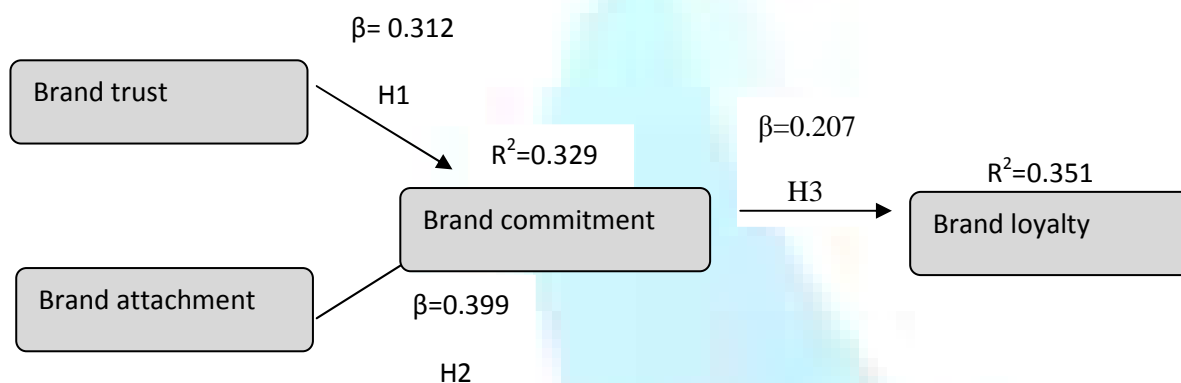 β= 0.312
Brand trust
H1
R²=0.329
β=0.207
H3
R²=0.351
Brand commitment
Brand loyalty
Brand attachment
β=0.399
H2